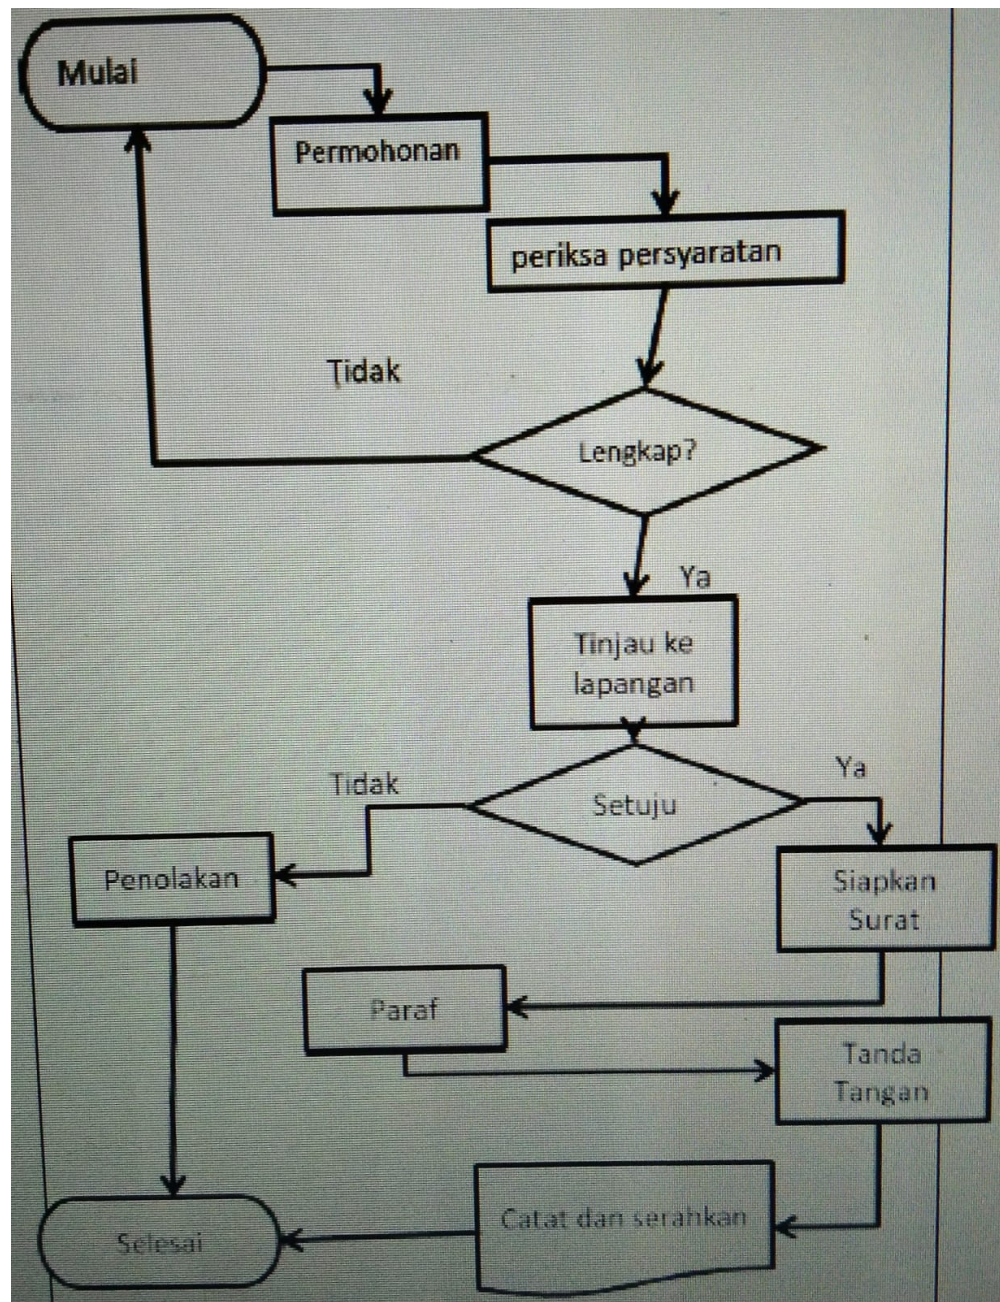 Mulai
Permohonan
periksa persyaratan
Tidak
Lengkap?
Ya
Tinjau ke
lapangan
Tidak
Ya
Setuju
Penolakan
Siapkan
Surat
Paraf
Tanda
Tangan
Catat dan serahkan
Selesai